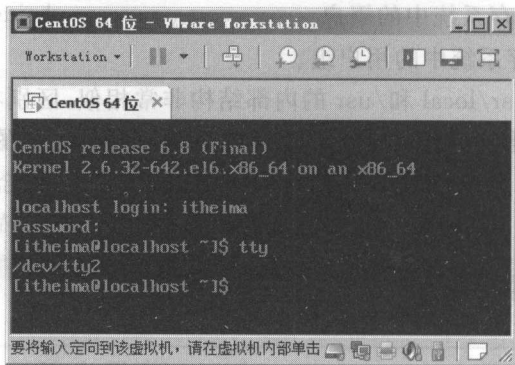 CentOS 64 位 - VMware Workstation
Workstation
CentOS 64 位 ×
CentOS release 6.8 (Final)
Kernel 2.6.32-642.el6.x86_64 on an x86_64
localhost login: itheima
Password:
[itheima@localhost ~]$ tty
/dev/tty2
[itheima@localhost ~]$
要将输入定向到该虚拟机，请在虚拟机内部单击